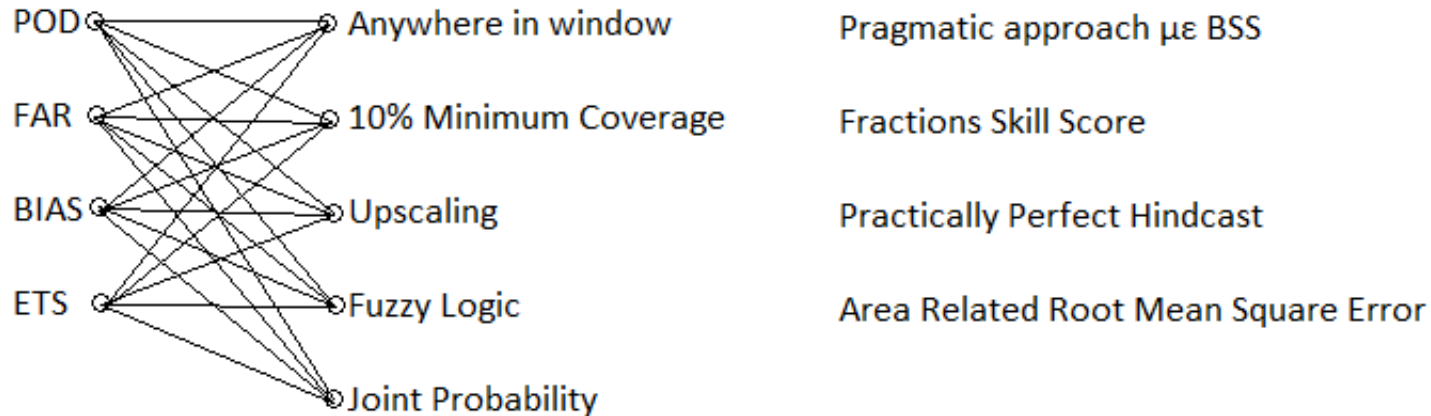 POD Anywhere in window Pragmatic approach με BSS
FAR 10% Minimum Coverage Fractions Skill Score
BIAS Upscaling Practically Perfect Hindcast
ETS Fuzzy Logic Area Related Root Mean Square Error
Joint Probability